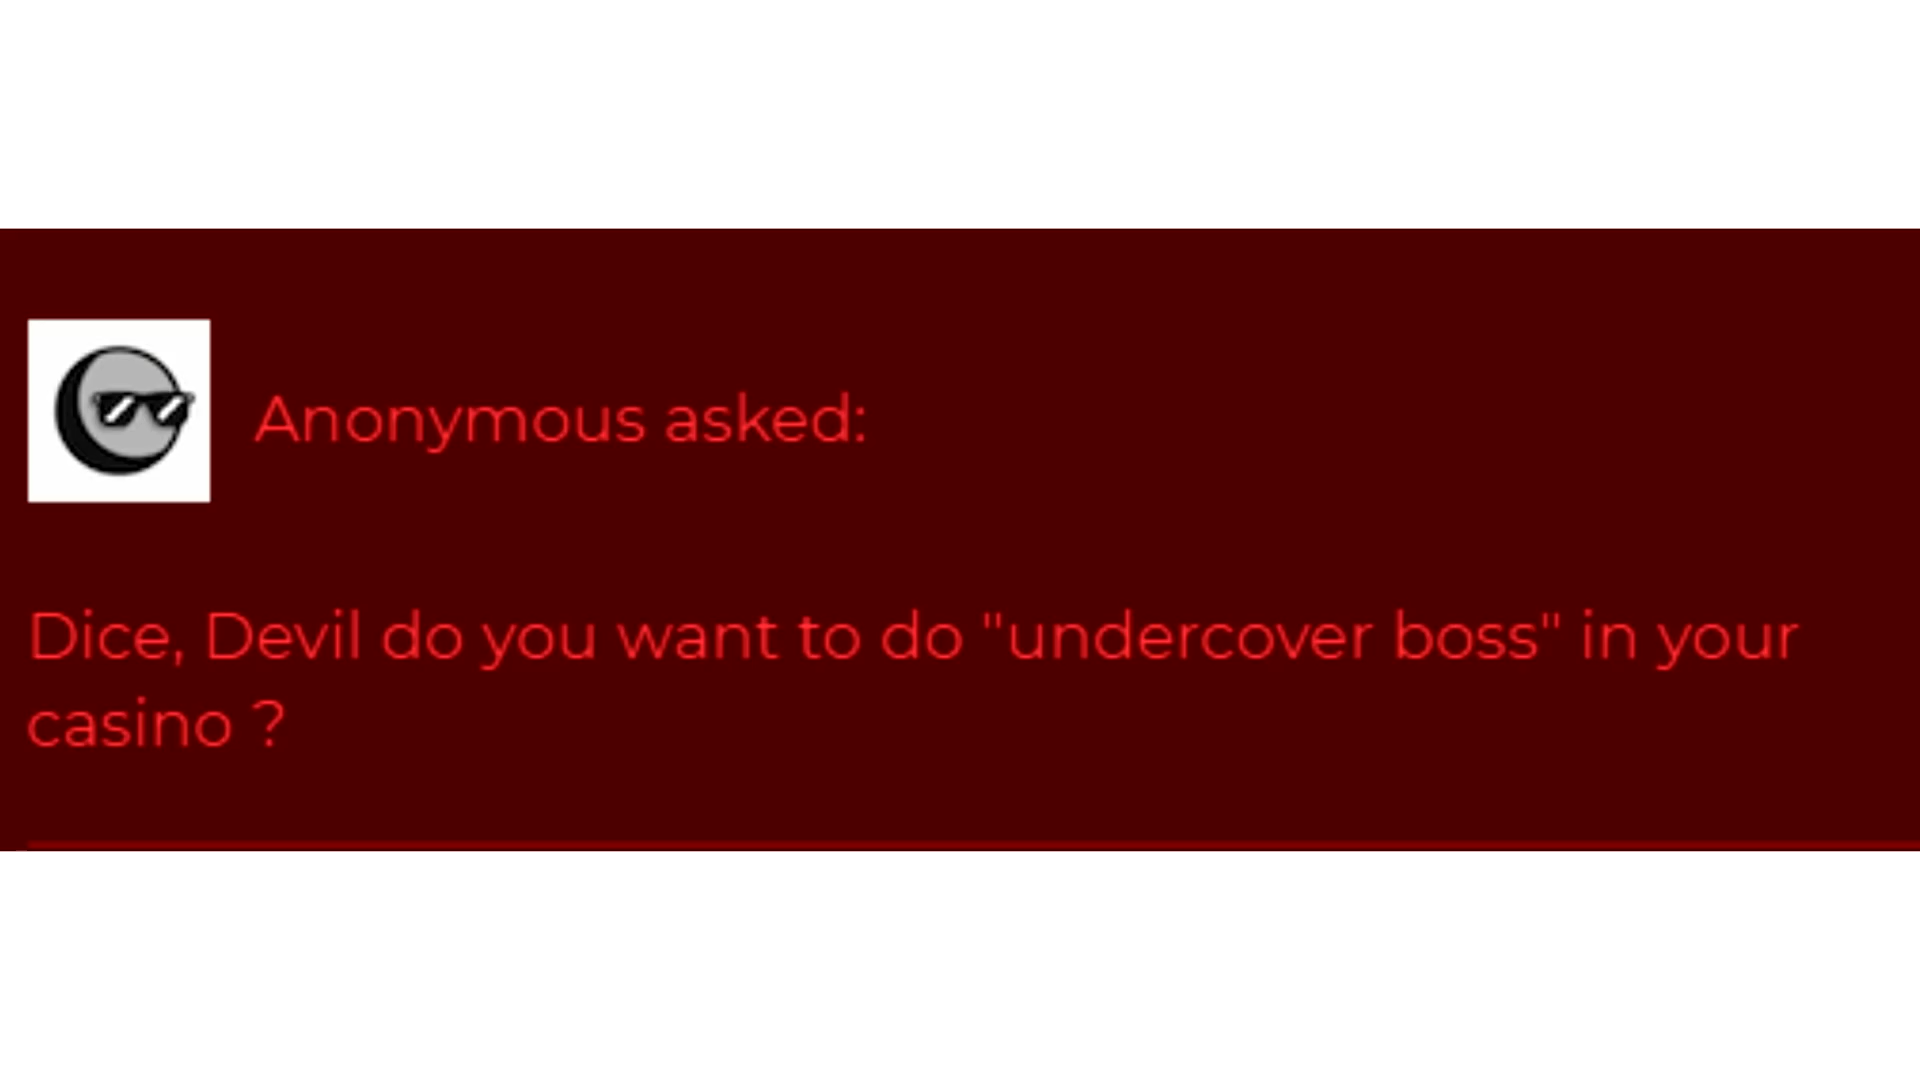 Anonymous asked:
Dice, Devil do you want to do "undercover boss" in your
casino ?